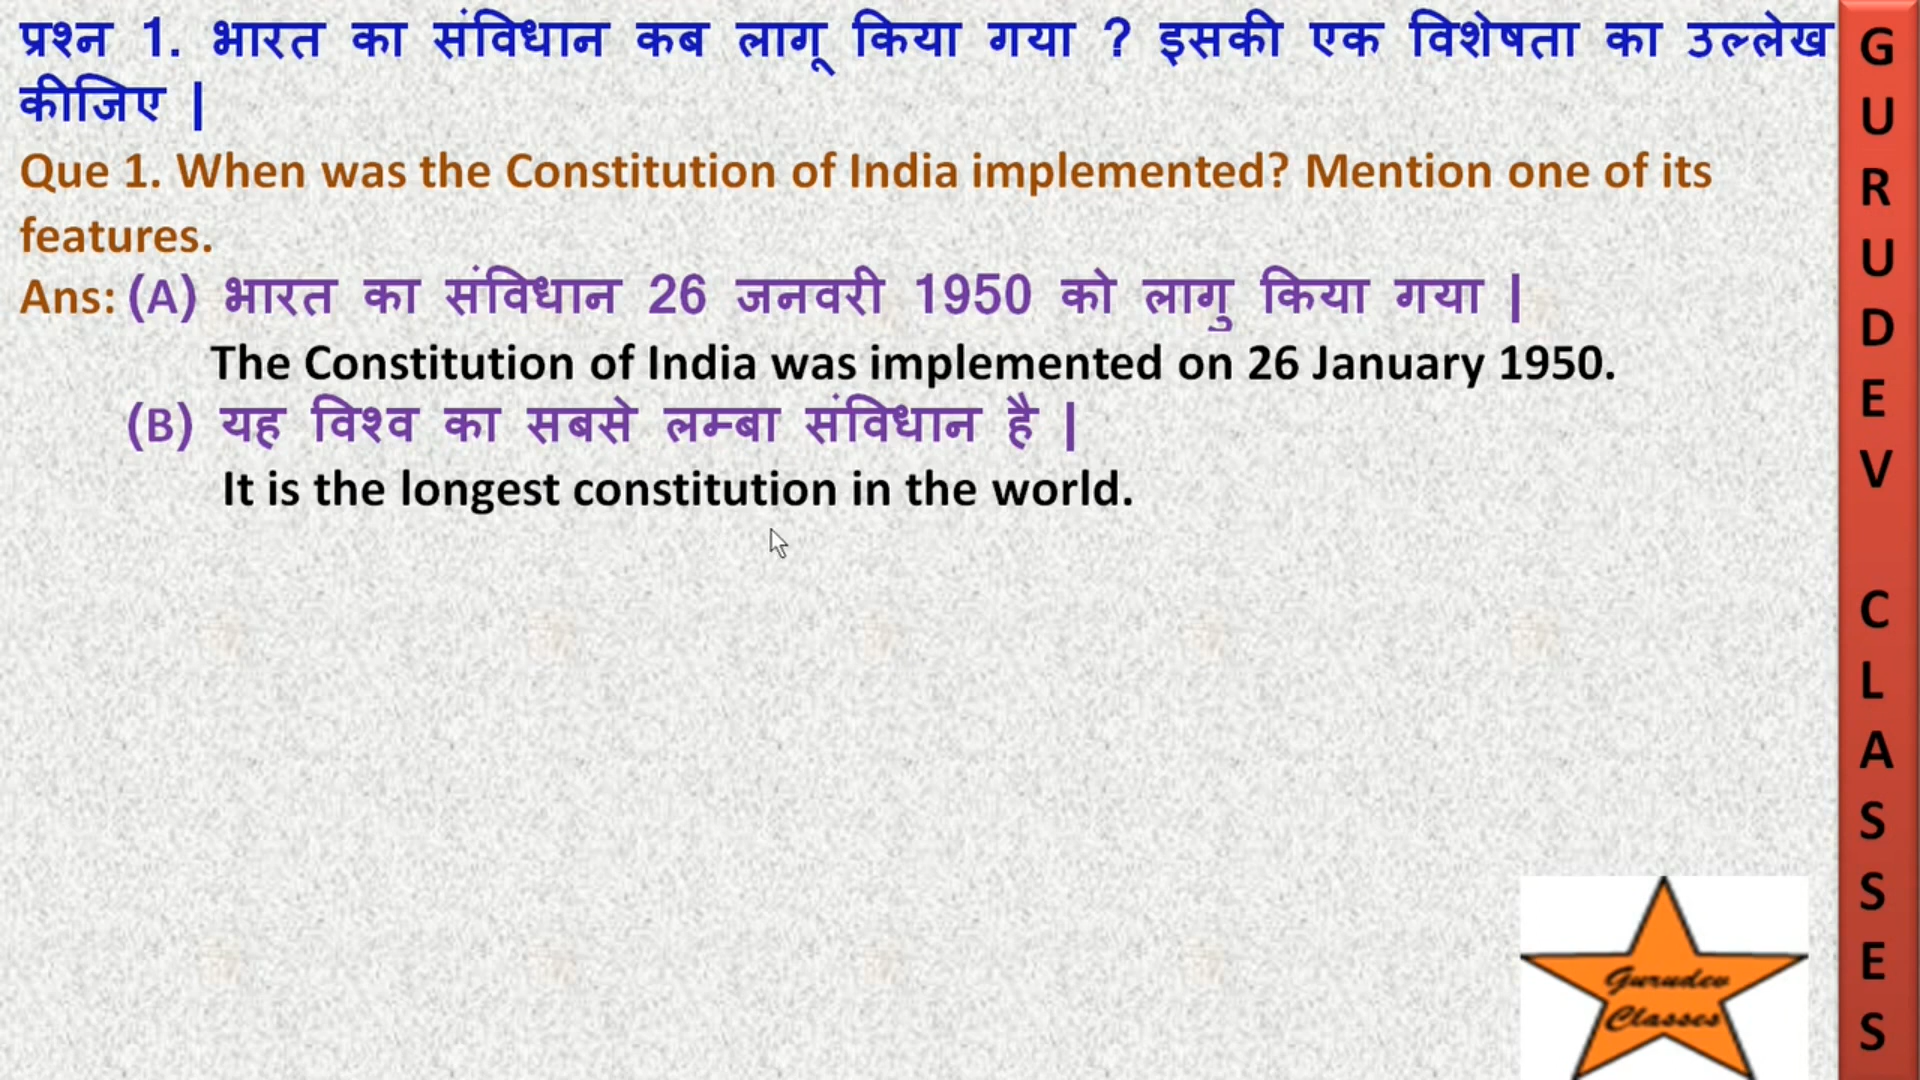 प्रश्न 1. भारत का संविधान कब लागू किया गया ? इसकी एक विशेषता का उल्लेख
कीजिए |
Que 1. When was the Constitution of India implemented? Mention one of its
features.
Ans: (A) भारत का संविधान 26 जनवरी 1950 को लागु किया गया |
The Constitution of India was implemented on 26 January 1950.
(B) यह विश्व का सबसे लम्बा संविधान है |
It is the longest constitution in the world.
GURUDEV CLASSES
Gurudev
Classes